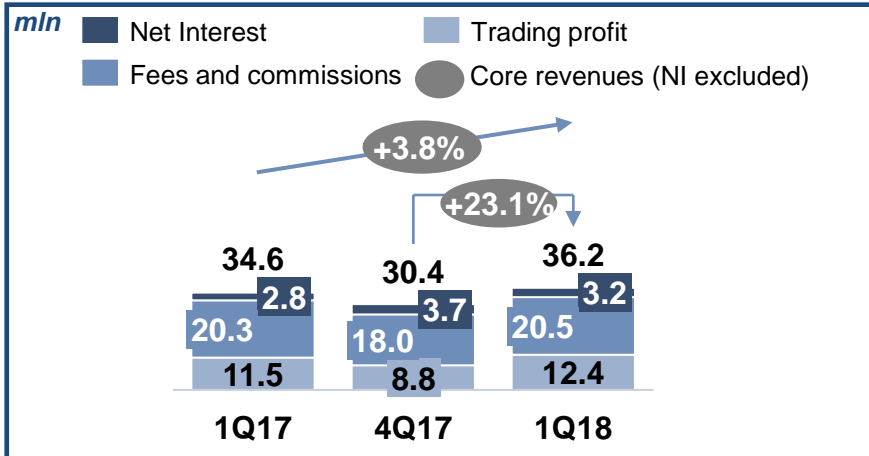 mln
Net Interest
Trading profit
Fees and commissions
Core revenues (NI excluded)
+3.8%
+23.1%
34.6
30.4
36.2
2.8
3.7
3.2
20.3
18.0
20.5
11.5
8.8
12.4
1Q17
4Q17
1Q18